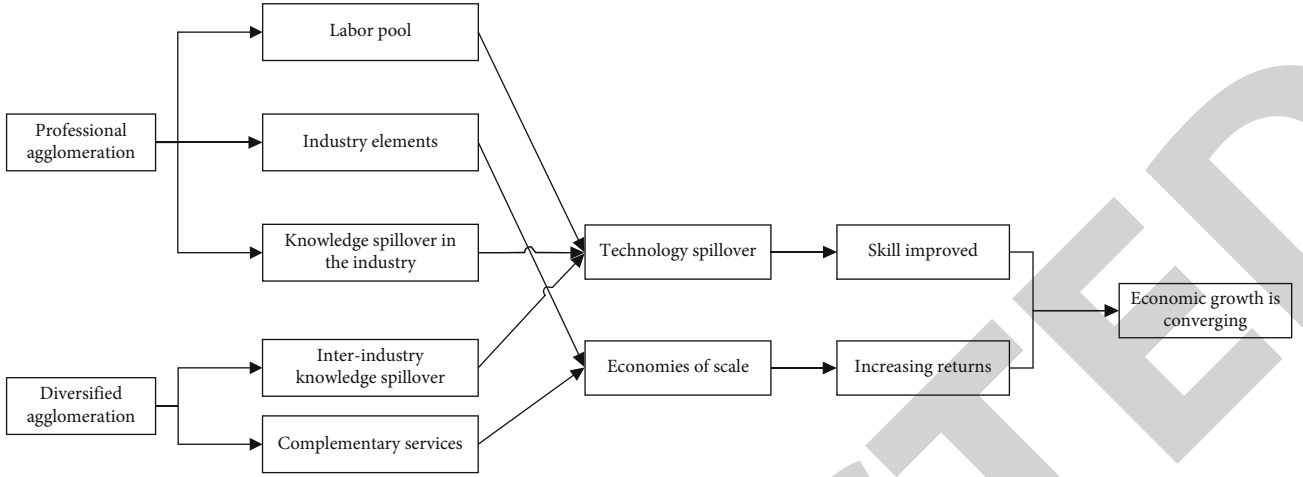 Labor pool
Professional
agglomeration
Industry elements
Knowledge spillover in
the industry
Technology spillover
Skill improved
Economic growth is
converging
Inter-industry
knowledge spillover
Economies of scale
Increasing returns
Diversified
agglomeration
Complementary services